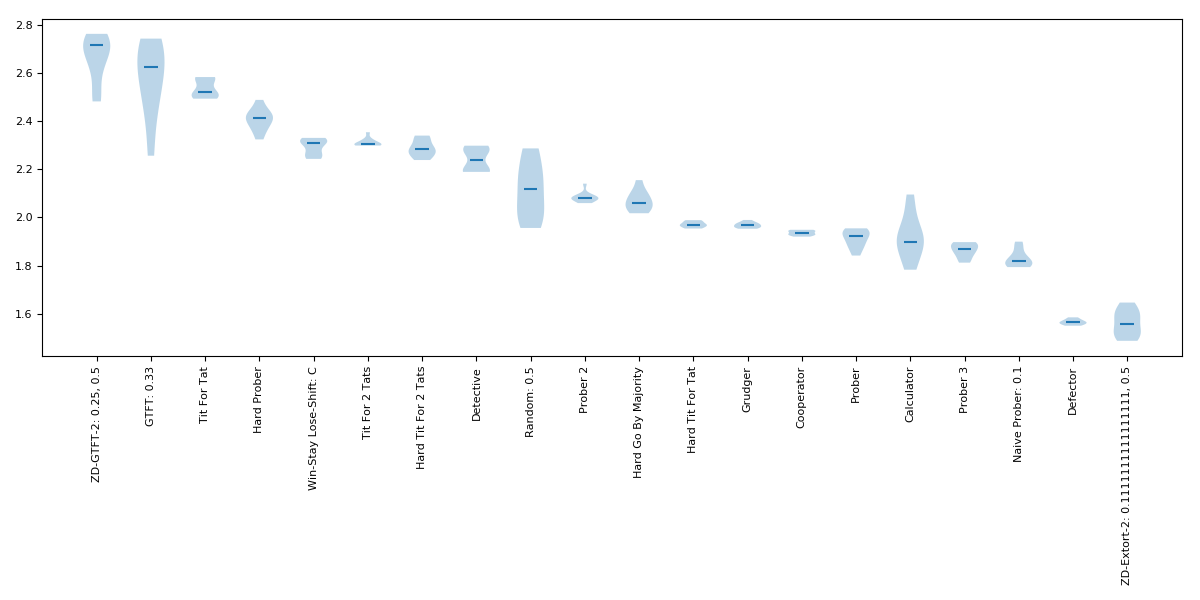 2.8
2.6
2.4
2.2
2.0
1.8
1.6
ZD-GTFT-2: 0.25, 0.5
GTFT: 0.33
Tit For Tat
Hard Prober
Win-Stay Lose-Shift: C
Tit For 2 Tats
Hard Tit For 2 Tats
Detective
Random: 0.5
Prober 2
Hard Go By Majority
Hard Tit For Tat
Grudger
Cooperator
Prober
Calculator
Prober 3
Naive Prober: 0.1
Defector
ZD-Extort-2: 0.1111111111111111, 0.5